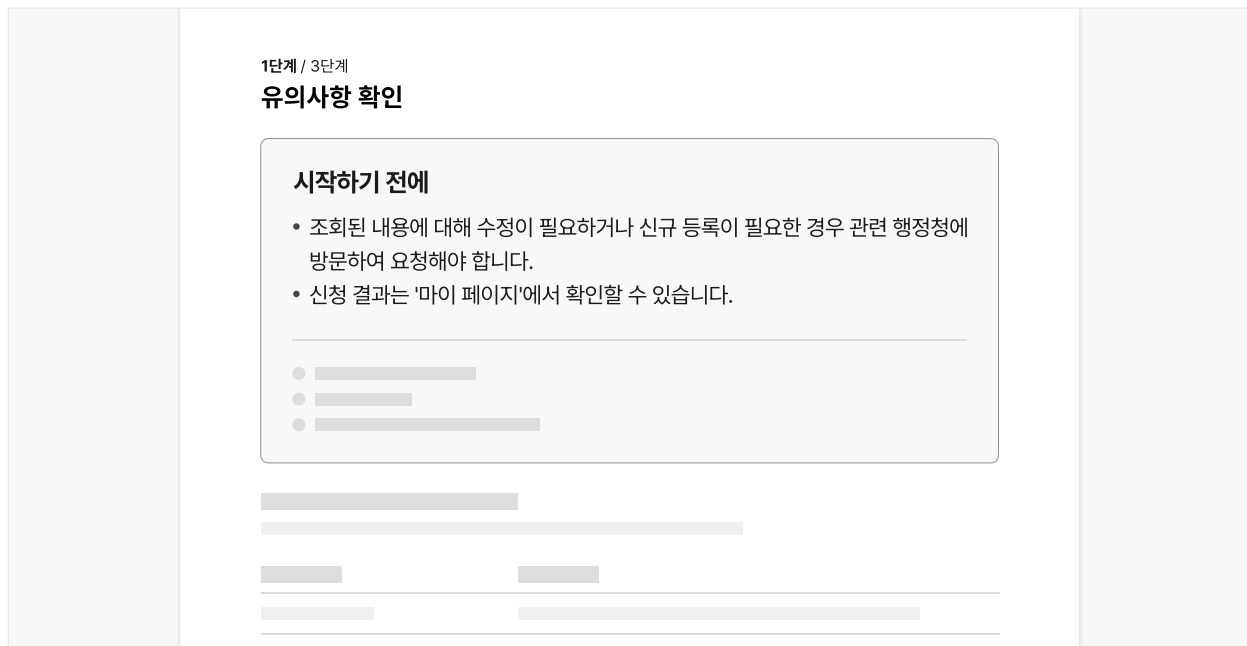 1단계 / 3단계
유의사항 확인
시작하기 전에
• 조회된 내용에 대해 수정이 필요하거나 신규 등록이 필요한 경우 관련 행정청에
방문하여 요청해야 합니다.
• 신청 결과는 '마이 페이지'에서 확인할 수 있습니다.